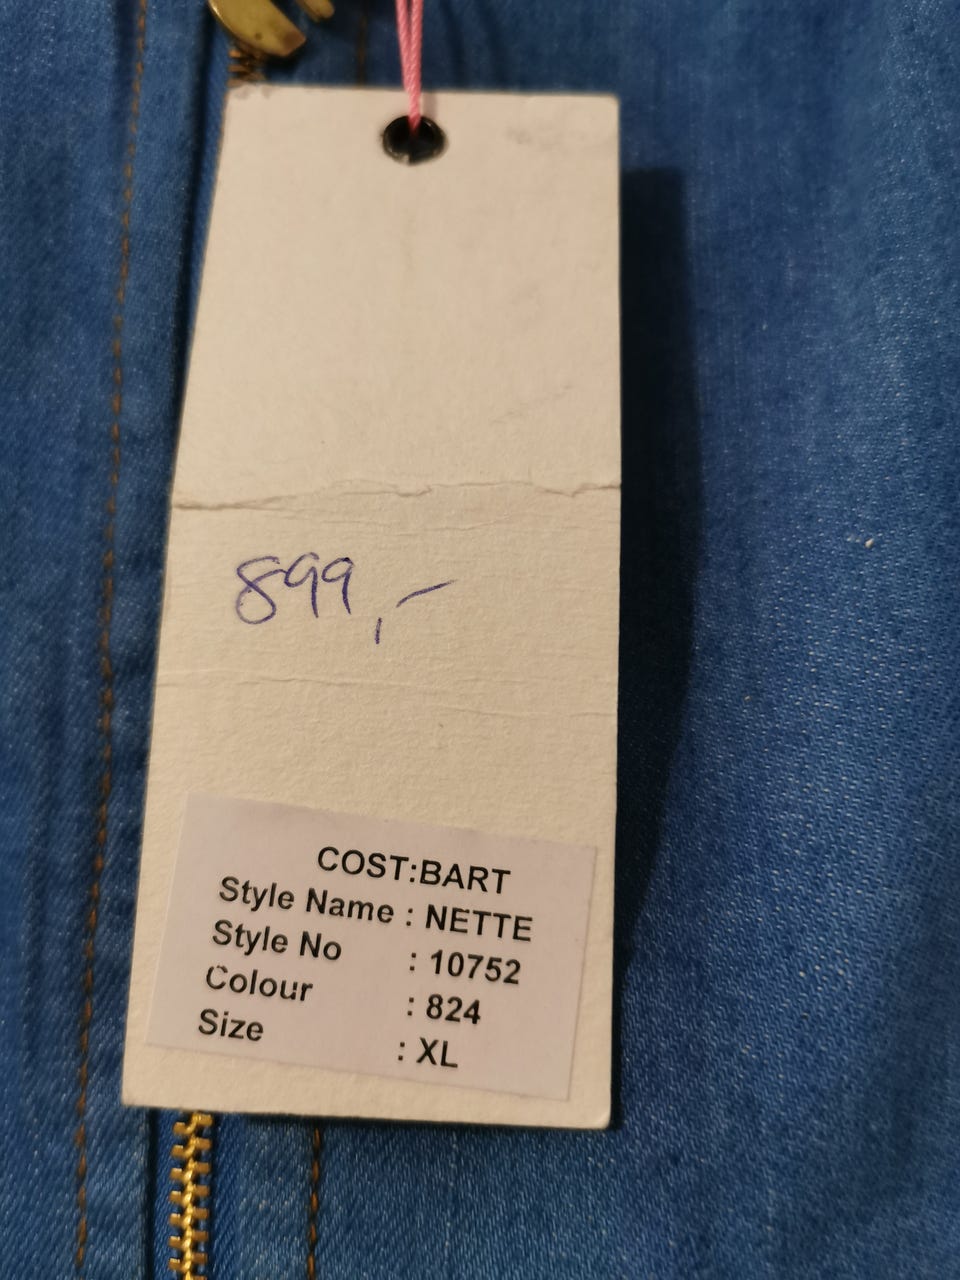 899,-
COST:BART
Style Name : NETTE
Style No : 10752
Colour : 824
Size : XL